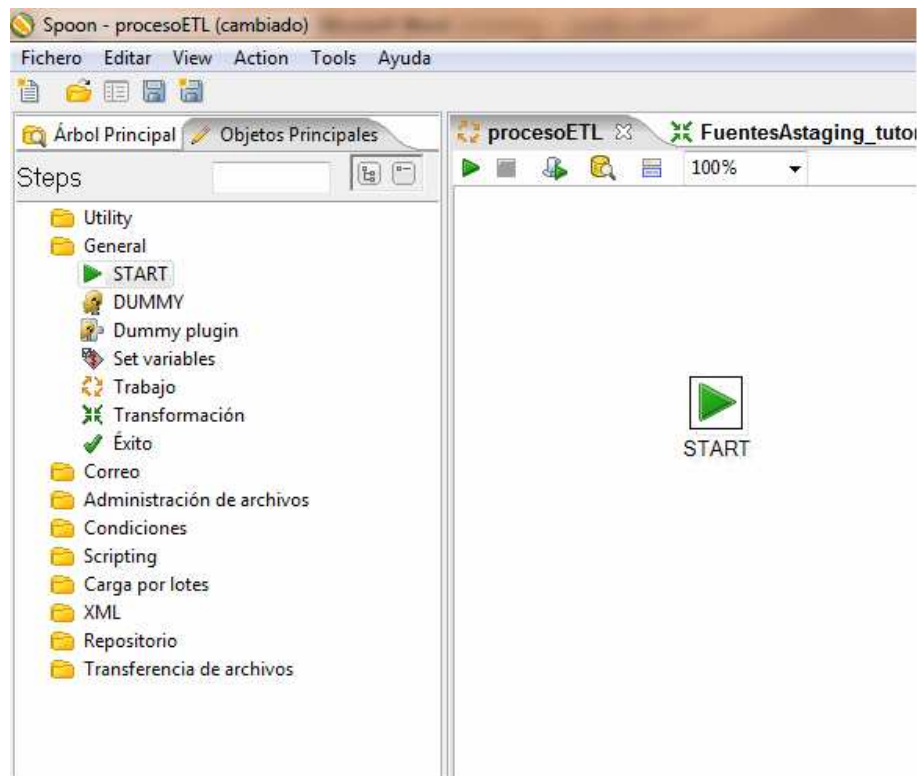 Spoon - procesoETL (cambiado)
Fichero Editar View Action Tools Ayuda
Árbol Principal Objetos Principales
procesoETL FuentesAstaging_tutor
Steps
100%
Utility
General
START
DUMMY
Dummy plugin
Set variables
Trabajo
Transformación
Éxito
Correo
Administración de archivos
Condiciones
Scripting
Carga por lotes
XML
Repositorio
Transferencia de archivos
START